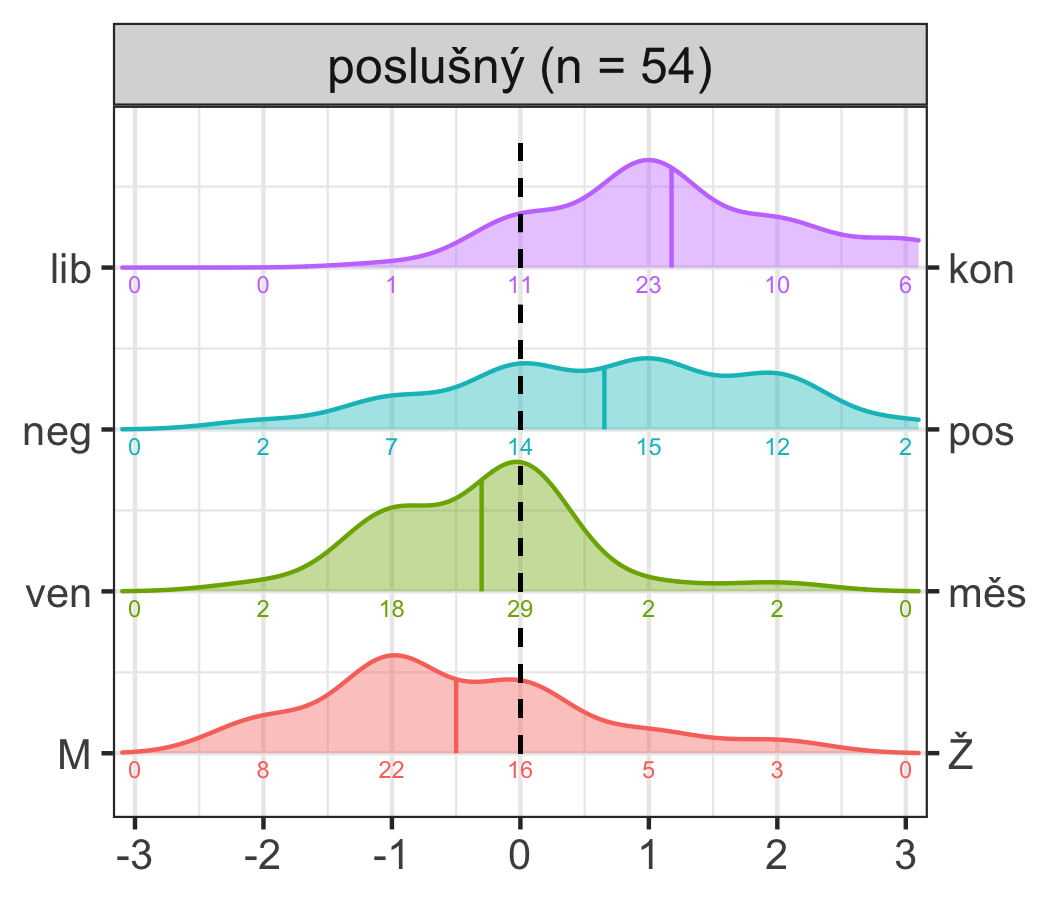 poslušný (n = 54)
lib kon
0 0 1 11 23 10 6
neg pos
0 2 7 14 15 12 2
ven měs
0 2 18 29 2 2 0
M Ž
0 8 22 16 5 3 0
-3 -2 -1 0 1 2 3